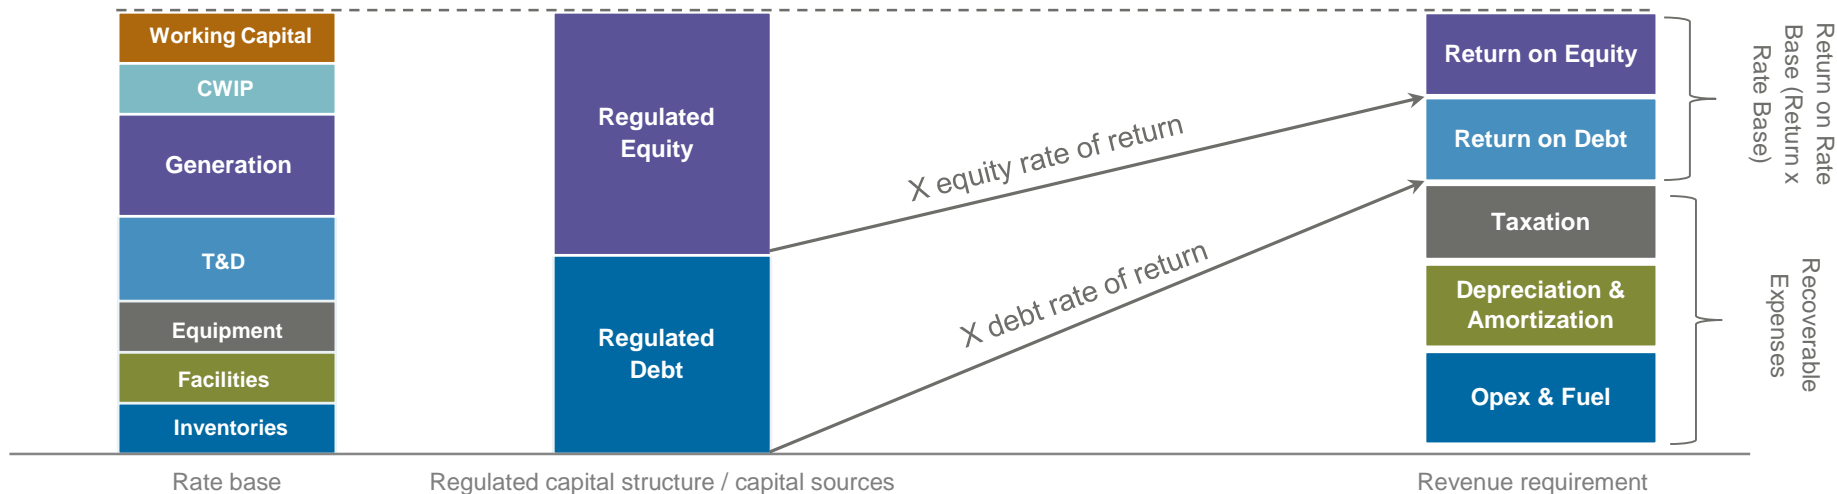 Working Capital
CWIP
Generation
T&D
Equipment
Facilities
Inventories
Rate base
Regulated
Equity
Regulated
Debt
Regulated capital structure / capital sources
X equity rate of return
X debt rate of return
Return on Equity
Return on Debt
Taxation
Depreciation &
Amortization
Opex & Fuel
Revenue requirement
Return on Rate
Base (Return x
Rate Base)
Recoverable
Expenses